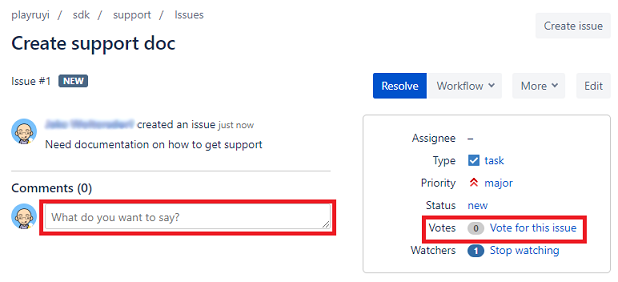 playruyi / sdk / support / Issues
Create support doc
Create issue
Issue #1 NEW
Resolve Workflow More Edit
created an issue just now
Need documentation on how to get support
Assignee –
Type task
Priority major
Status new
Votes 0 Vote for this issue
Watchers 1 Stop watching
Comments (0)
What do you want to say?